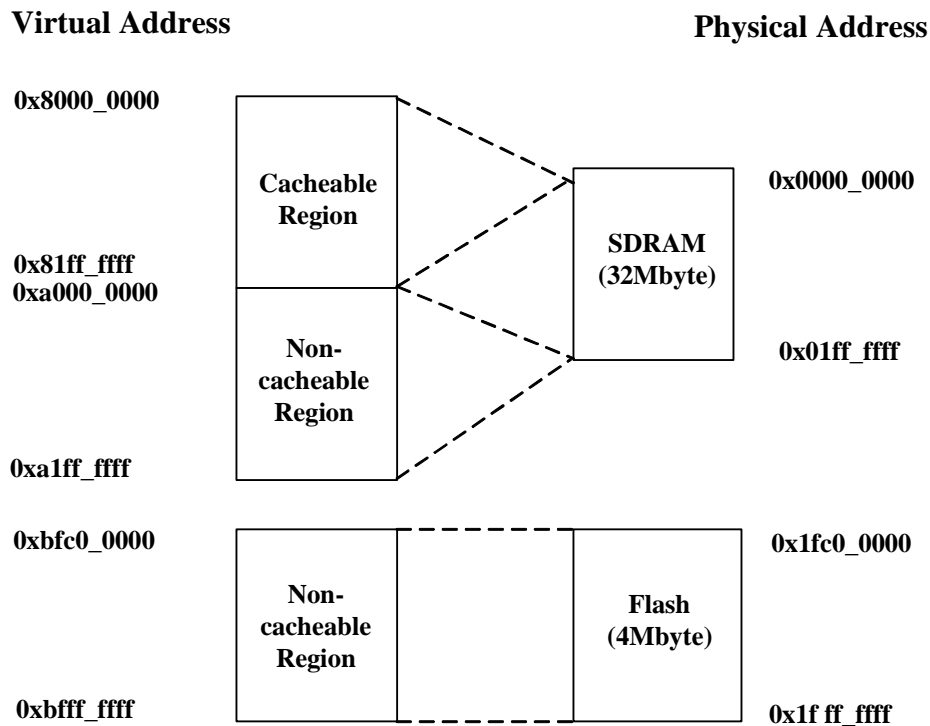 Virtual Address
Physical Address
0x8000_0000
Cacheable
Region
0x0000_0000
SDRAM
(32Mbyte)
0x81ff_ffff
0xa000_0000
Non-
cacheable
Region
0x01ff_ffff
0xa1ff_ffff
0xbfc0_0000
0x1fc0_0000
Non-
cacheable
Region
Flash
(4Mbyte)
0xbfff_ffff
0x1f ff_ffff